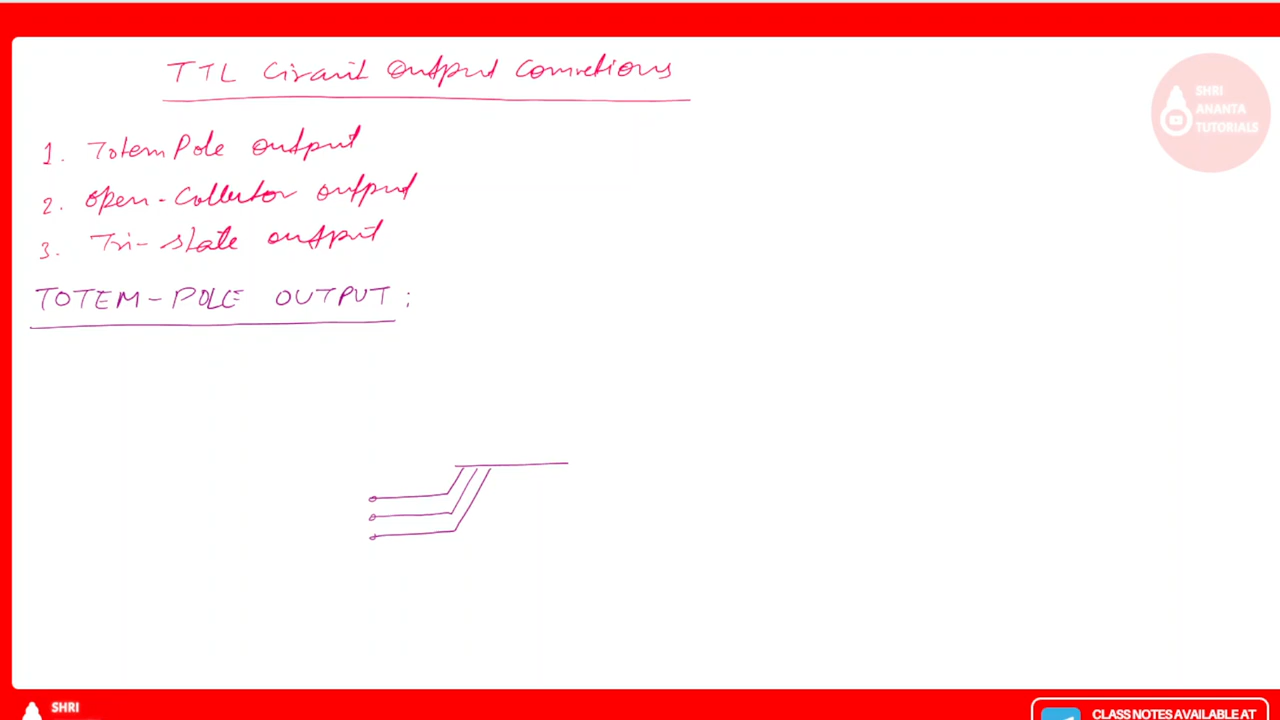 TTL Circuit Output Connections
SHRI
ANANTA
TUTORIALS
1. Totem Pole output
2. Open-Collector output
3. Tri-state output
TOTEM-POLE OUTPUT:
SHRI
CLASS NOTES AVAILABLE AT